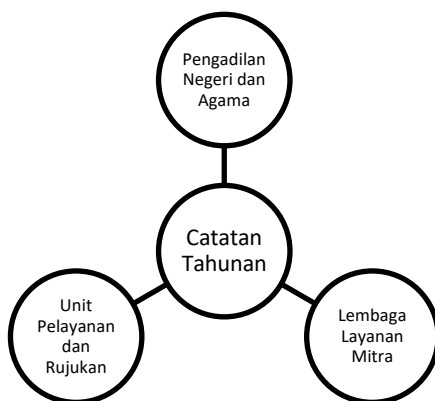 Pengadilan
Negeri dan
Agama
Catatan
Tahunan
Unit
Pelayanan
dan
Rujukan
Lembaga
Layanan
Mitra